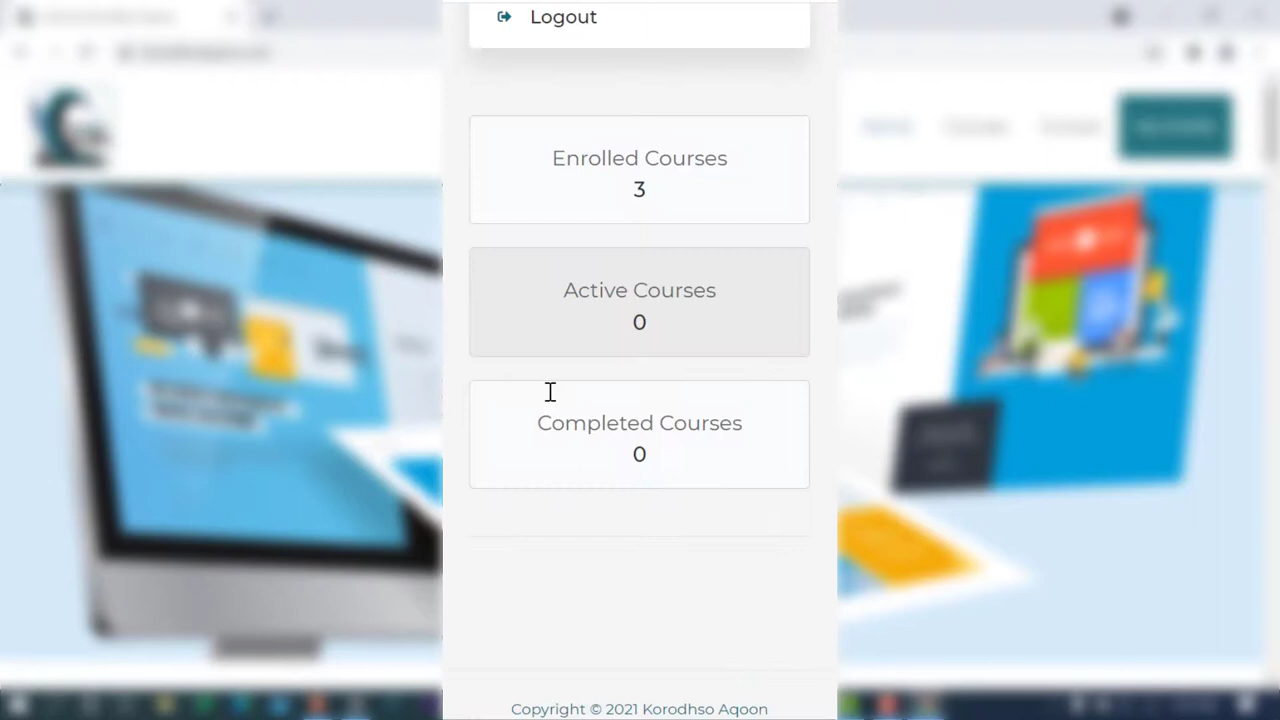 Logout
Enrolled Courses
3
Active Courses
0
Completed Courses
0
Copyright © 2021 Korodhso Aqoon